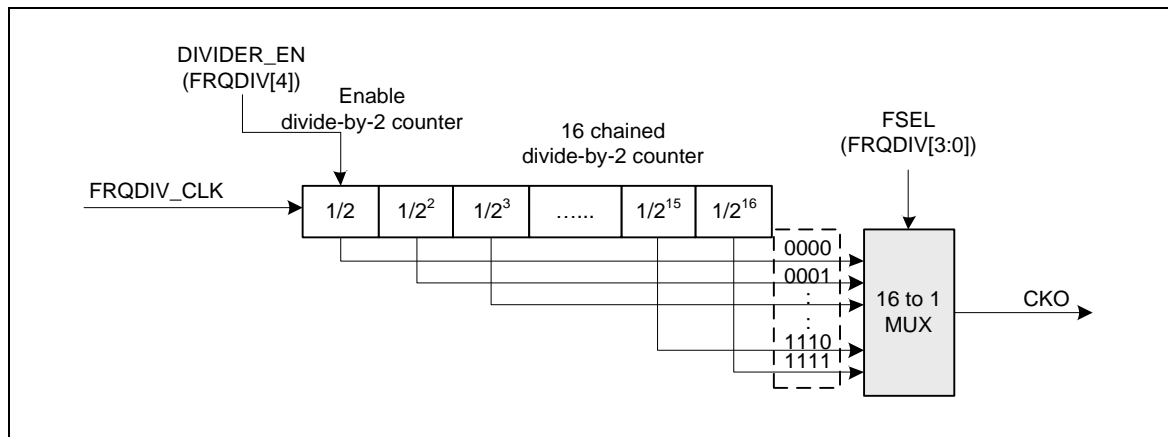 DIVIDER_EN
(FRQDIV[4])
Enable
divide-by-2 counter
16 chained
divide-by-2 counter
FSEL
(FRQDIV[3:0])
FRQDIV_CLK
1/2
1/2²
1/2³
…...
1/2¹⁵
1/2¹⁶
0000
0001
:
:
1110
1111
16 to 1
MUX
CKO